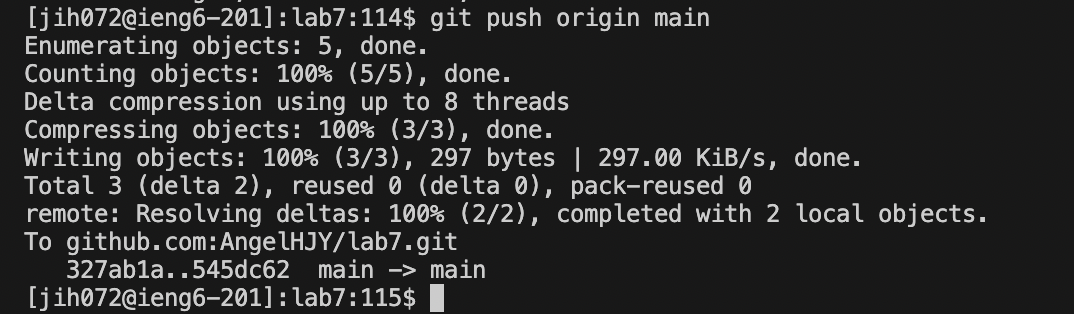 [jih072@ieng6-201]:lab7:114$ git push origin main
Enumerating objects: 5, done.
Counting objects: 100% (5/5), done.
Delta compression using up to 8 threads
Compressing objects: 100% (3/3), done.
Writing objects: 100% (3/3), 297 bytes | 297.00 KiB/s, done.
Total 3 (delta 2), reused 0 (delta 0), pack-reused 0
remote: Resolving deltas: 100% (2/2), completed with 2 local objects.
To github.com:AngelHJY/lab7.git
   327ab1a..545dc62  main -> main
[jih072@ieng6-201]:lab7:115$